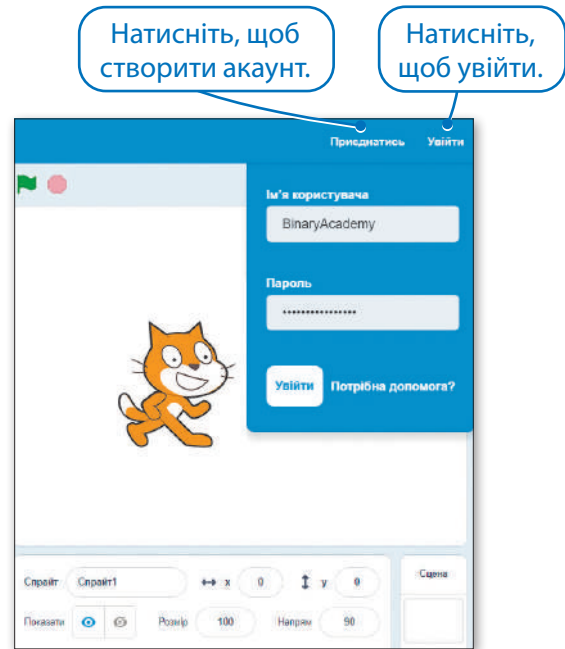 Натисніть, щоб
створити акаунт.
Натисніть,
щоб увійти.
Приєднатись Увійти
Ім'я користувача
BinaryAcademy
Пароль
••••••••••••••••
Увійти Потрібна допомога?
Спрайт Спрайт1 x 0 y 0 Сцена
Показати Розмір 100 Напрям 90